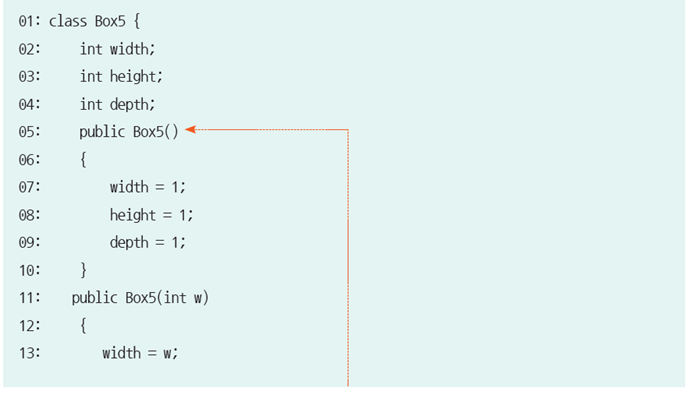 01: class Box5 {
02: int width;
03: int height;
04: int depth;
05: public Box5()
06: {
07: width = 1;
08: height = 1;
09: depth = 1;
10: }
11: public Box5(int w)
12: {
13: width = w;